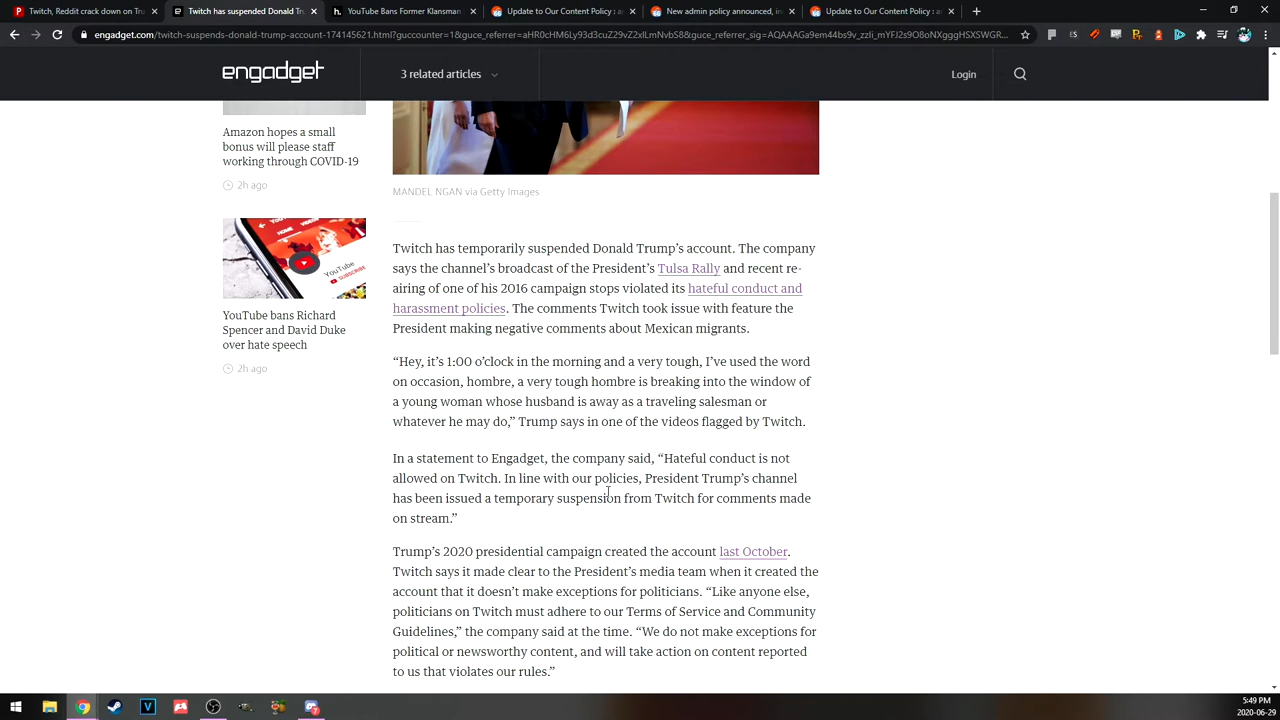 Twitch, Reddit crack down on Tru
Twitch has suspended Donald Tr
YouTube Bans Former Klansman
Update to Our Content Policy : a
New admin policy announced, in
Update to Our Content Policy : a
engadget
3 related articles
Login
Amazon hopes a small
bonus will please staff
working through COVID-19
2h ago
YouTube bans Richard
Spencer and David Duke
over hate speech
2h ago
MANDEL NGAN via Getty Images
Twitch has temporarily suspended Donald Trump’s account. The company
says the channel’s broadcast of the President’s Tulsa Rally and recent re-
airing of one of his 2016 campaign stops violated its hateful conduct and
harassment policies. The comments Twitch took issue with feature the
President making negative comments about Mexican migrants.
“Hey, it’s 1:00 o’clock in the morning and a very tough, I’ve used the word
on occasion, hombre, a very tough hombre is breaking into the window of
a young woman whose husband is away as a traveling salesman or
whatever he may do,” Trump says in one of the videos flagged by Twitch.
In a statement to Engadget, the company said, “Hateful conduct is not
allowed on Twitch. In line with our policies, President Trump’s channel
has been issued a temporary suspension from Twitch for comments made
on stream.”
Trump’s 2020 presidential campaign created the account last October.
Twitch says it made clear to the President’s media team when it created the
account that it doesn’t make exceptions for politicians. “Like anyone else,
politicians on Twitch must adhere to our Terms of Service and Community
Guidelines,” the company said at the time. “We do not make exceptions for
political or newsworthy content, and will take action on content reported
to us that violates our rules.”
5:49 PM
2020-06-29